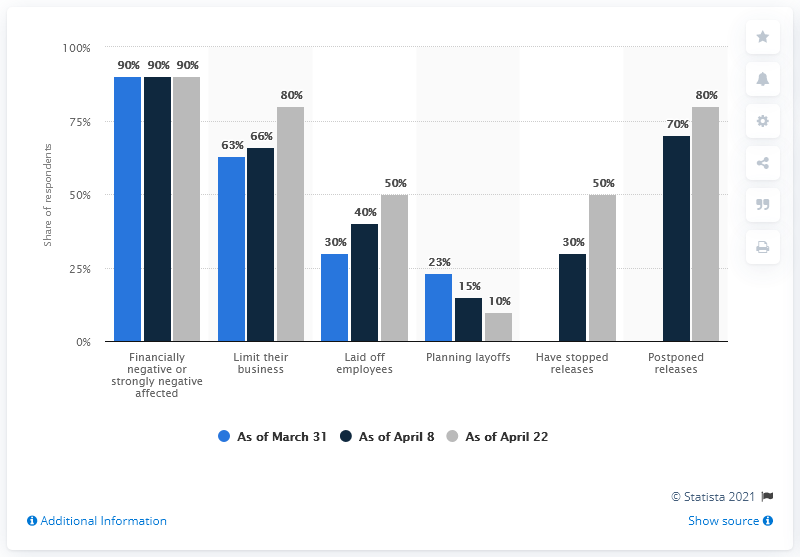 100%
75%
50%
25%
0%
Share of respondents
90% 90% 90%
63% 66% 80%
30% 40% 50%
23% 15% 10%
30% 50%
70% 80%
Financially
negative or
strongly negative
affected
Limit their
business
Laid off
employees
Planning layoffs
Have stopped
releases
Postponed
releases
As of March 31 As of April 8 As of April 22
© Statista 2021
Additional Information
Show source